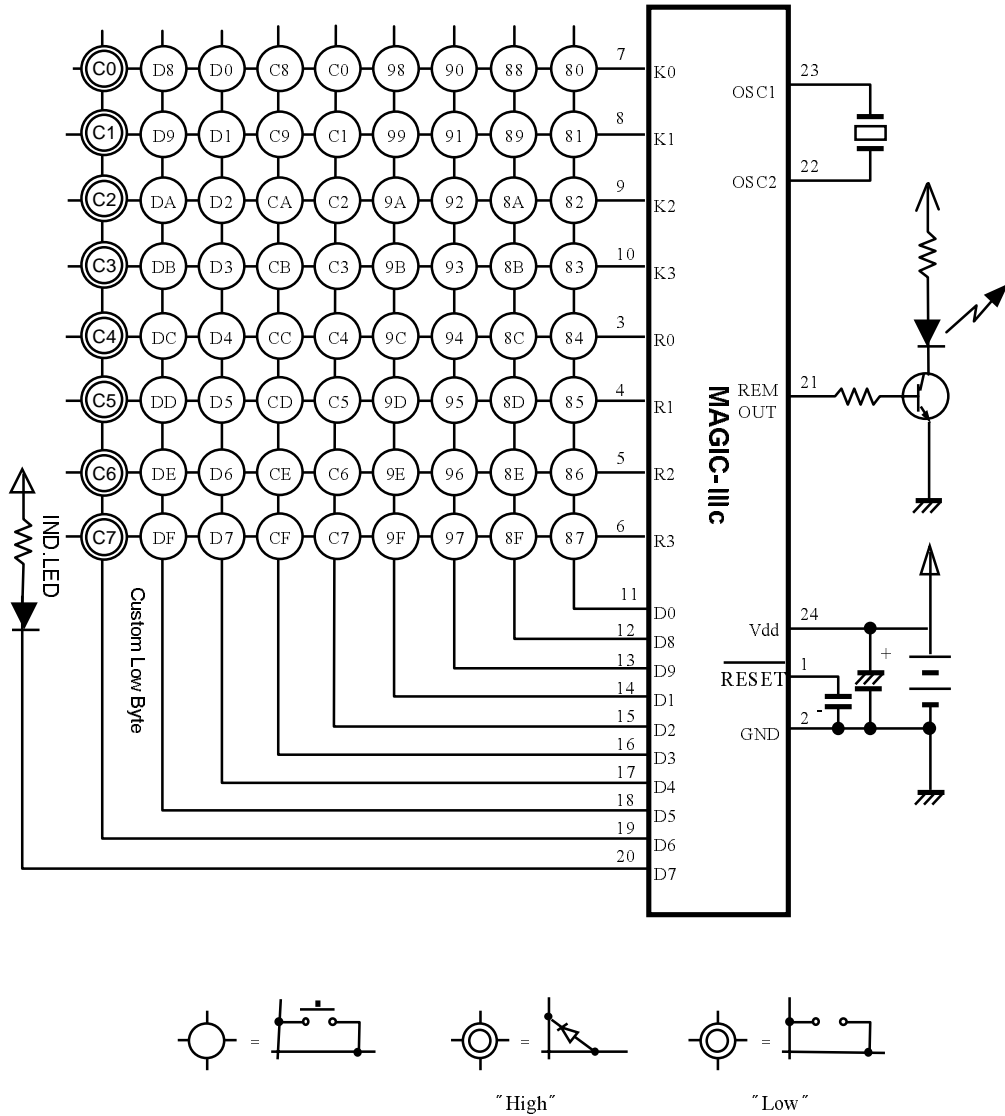 C0 D8 D0 C8 C0 98 90 88 80 7 K0
C1 D9 D1 C9 C1 99 91 89 81 8 K1
C2 DA D2 CA C2 9A 92 8A 82 9 K2
C3 DB D3 CB C3 9B 93 8B 83 10 K3
C4 DC D4 CC C4 9C 94 8C 84 3 R0
C5 DD D5 CD C5 9D 95 8D 85 4 R1
C6 DE D6 CE C6 9E 96 8E 86 5 R2
C7 DF D7 CF C7 9F 97 8F 87 6 R3
IND.LED
Custom Low Byte
11 D0
12 D8
13 D9
14 D1
15 D2
16 D3
17 D4
18 D5
19 D6
20 D7
MAGIC-IIIc
OSC1 23
OSC2 22
REM 21
OUT
Vdd 24
+
RESET 1
-
GND 2
= = =
"High" "Low"